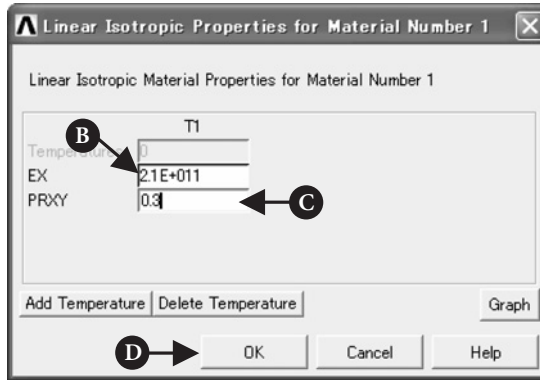 Linear Isotropic Properties for Material Number 1
Linear Isotropic Material Properties for Material Number 1
T1
B
Temperatures 0
EX 2.1E+011
PRXY 0.3
C
Add Temperature Delete Temperature Graph
D OK Cancel Help